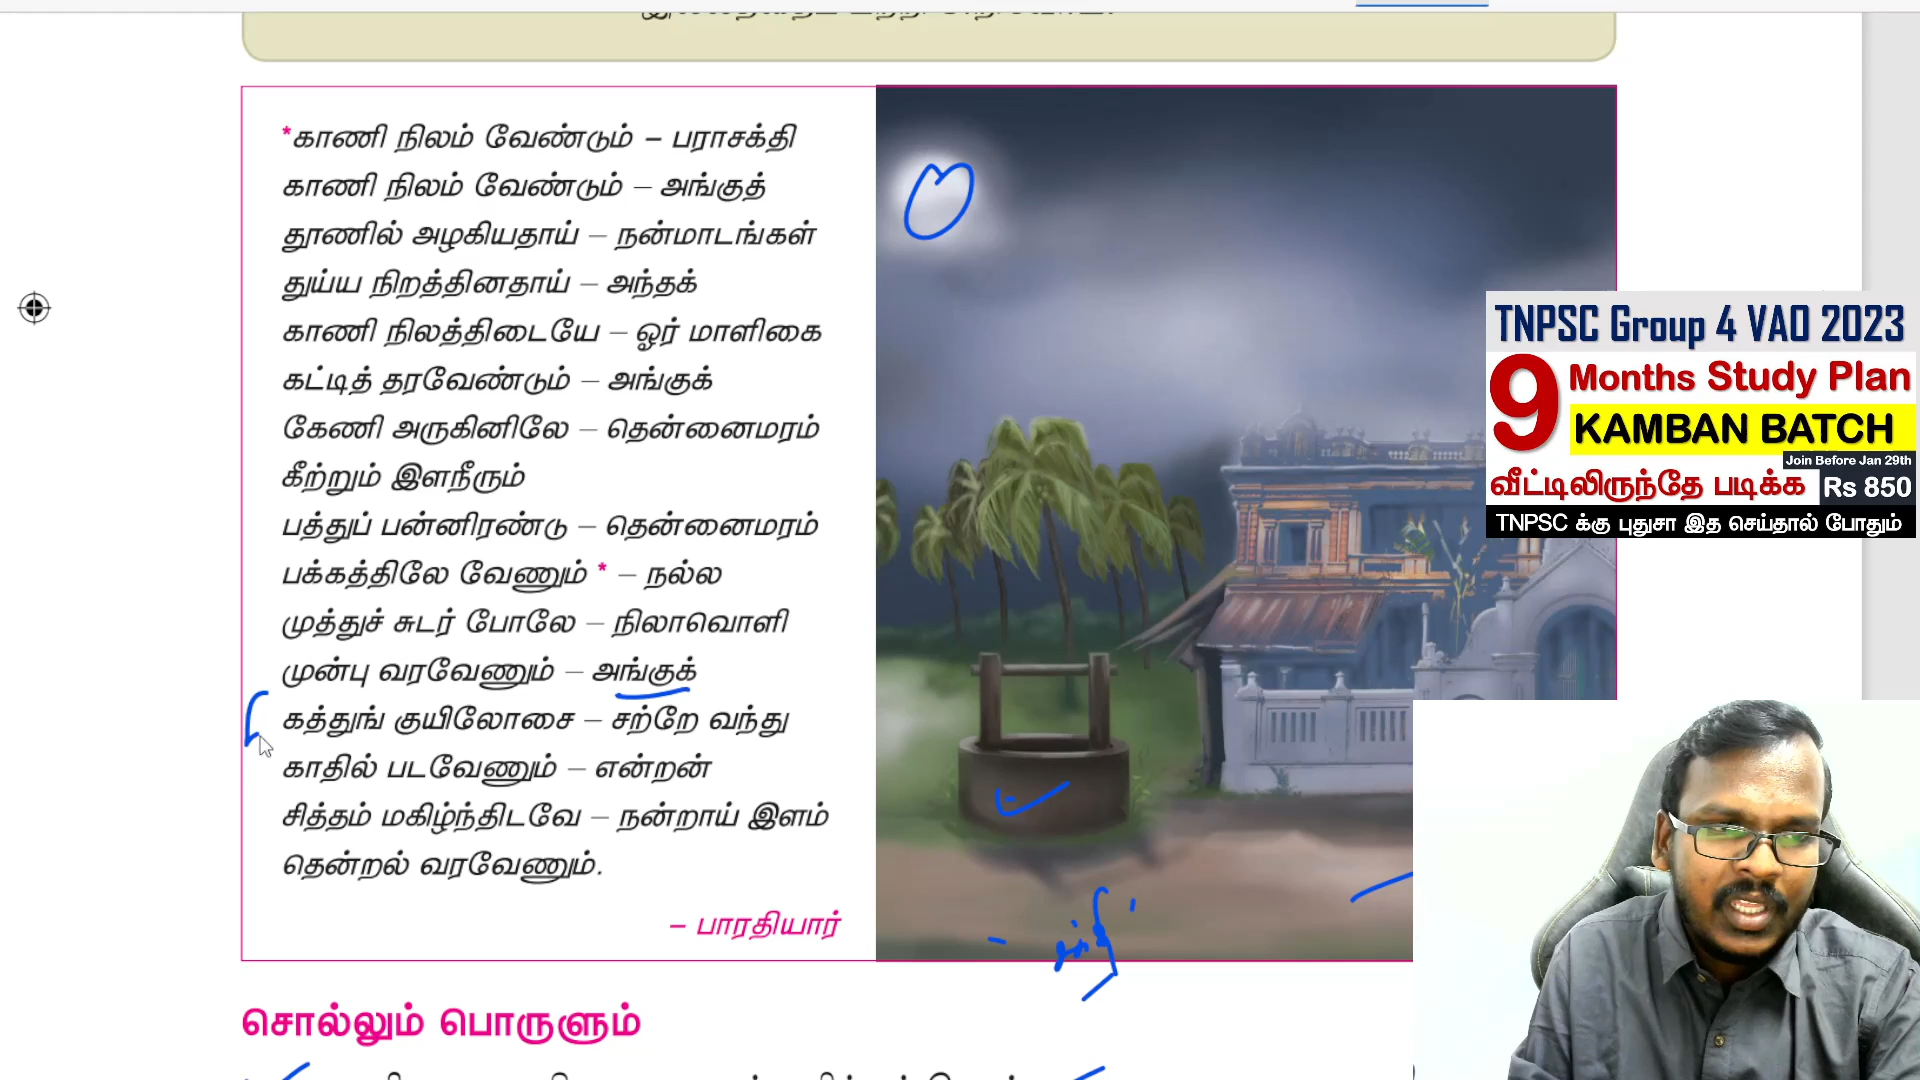 *காணி நிலம் வேண்டும் – பராசக்தி
காணி நிலம் வேண்டும் – அங்குத்
தூணில் அழகியதாய் – நன்மாடங்கள்
துய்ய நிறத்தினதாய் – அந்தக்
காணி நிலத்திடையே – ஓர் மாளிகை
கட்டித் தரவேண்டும் – அங்குக்
கேணி அருகினிலே – தென்னைமரம்
கீற்றும் இளநீரும்
பத்துப் பன்னிரண்டு – தென்னைமரம்
பக்கத்திலே வேணும் * – நல்ல
முத்துச் சுடர் போலே – நிலாவொளி
முன்பு வரவேணும் – அங்குக்
கத்துங் குயிலோசை – சற்றே வந்து
காதில் படவேணும் – என்றன்
சித்தம் மகிழ்ந்திடவே – நன்றாய் இளம்
தென்றல் வரவேணும்.
– பாரதியார்
சொல்லும் பொருளும்
TNPSC Group 4 VAO 2023
9 Months Study Plan
KAMBAN BATCH
Join Before Jan 29th
வீட்டிலிருந்தே படிக்க Rs 850
TNPSC க்கு புதுசா இத செய்தால் போதும்